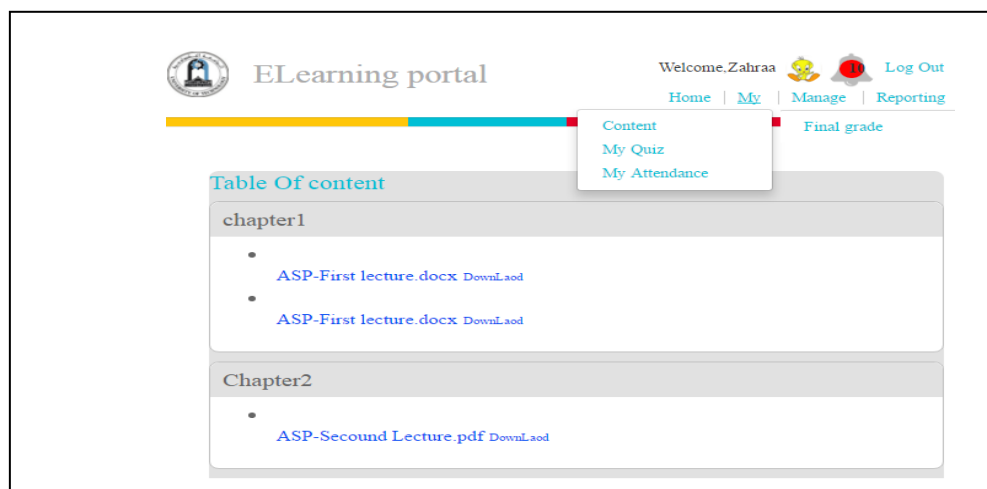 ELearning portal
Welcome,Zahraa 10 Log Out
Home | My | Manage | Reporting
Content
My Quiz
My Attendance
Final grade
Table Of content
chapter1
ASP-First lecture.docx DownLaod
ASP-First lecture.docx DownLaod
Chapter2
ASP-Secound Lecture.pdf DownLaod